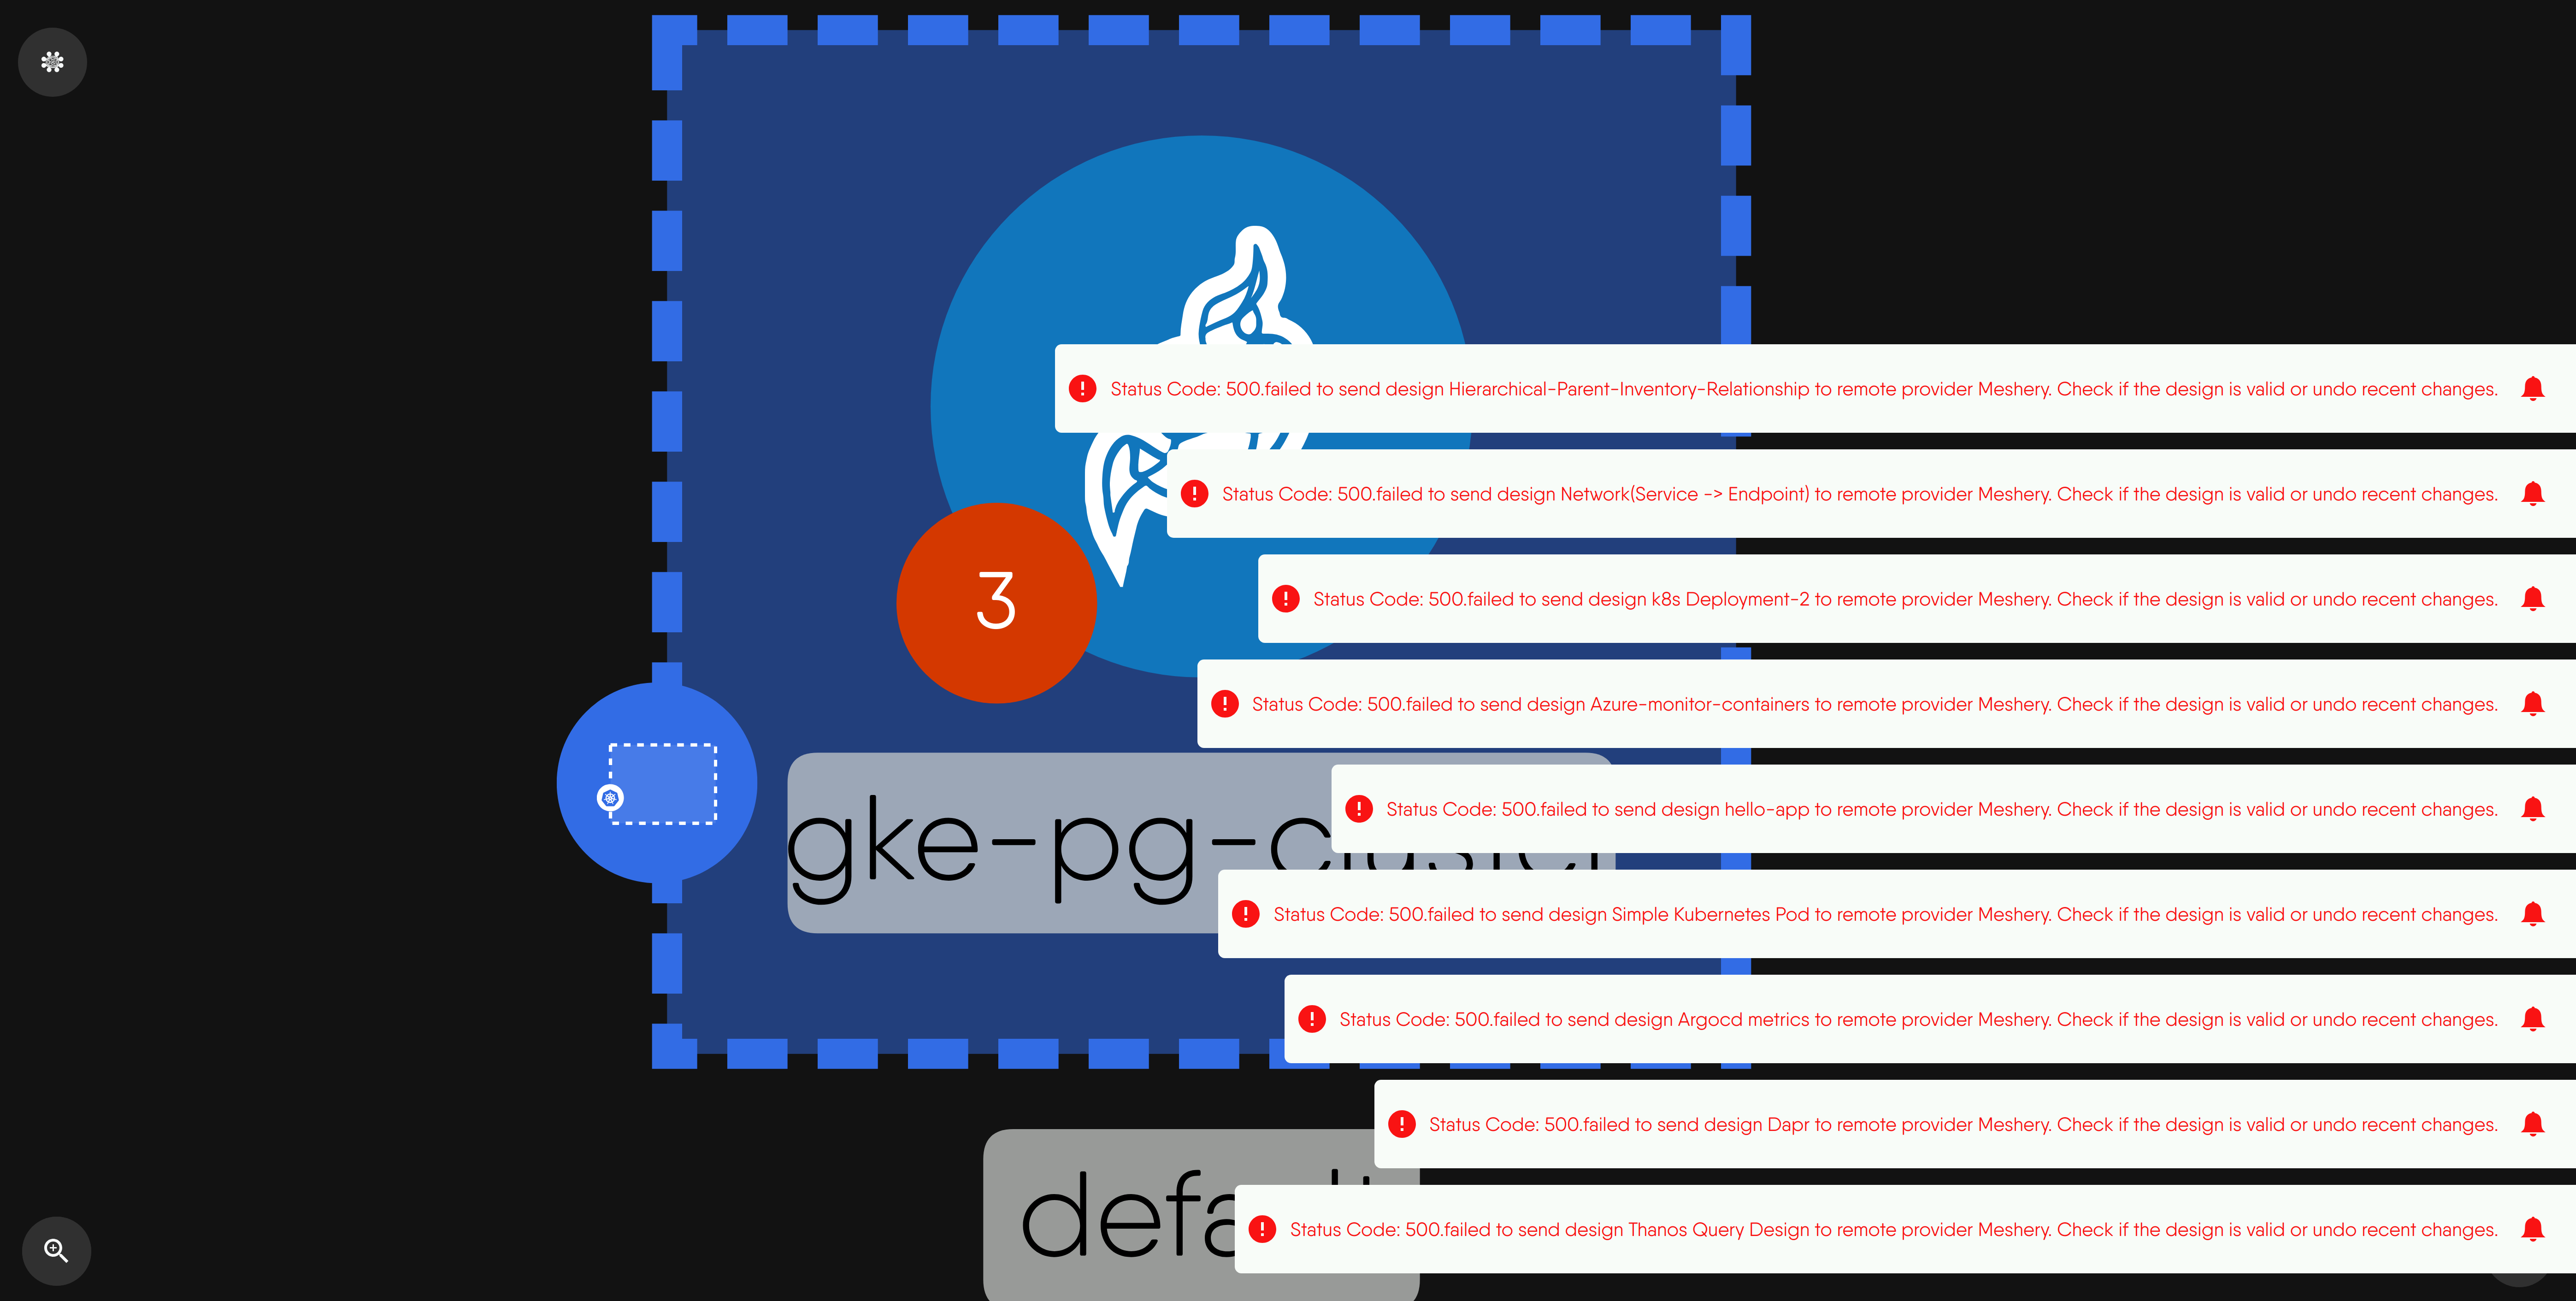 Status Code: 500.failed to send design Hierarchical-Parent-Inventory-Relationship to remote provider Meshery. Check if the design is valid or undo recent changes.
Status Code: 500.failed to send design Network(Service -> Endpoint) to remote provider Meshery. Check if the design is valid or undo recent changes.
3
Status Code: 500.failed to send design k8s Deployment-2 to remote provider Meshery. Check if the design is valid or undo recent changes.
Status Code: 500.failed to send design Azure-monitor-containers to remote provider Meshery. Check if the design is valid or undo recent changes.
Status Code: 500.failed to send design hello-app to remote provider Meshery. Check if the design is valid or undo recent changes.
gke-pg-cluster
Status Code: 500.failed to send design Simple Kubernetes Pod to remote provider Meshery. Check if the design is valid or undo recent changes.
Status Code: 500.failed to send design Argocd metrics to remote provider Meshery. Check if the design is valid or undo recent changes.
Status Code: 500.failed to send design Dapr to remote provider Meshery. Check if the design is valid or undo recent changes.
default
Status Code: 500.failed to send design Thanos Query Design to remote provider Meshery. Check if the design is valid or undo recent changes.